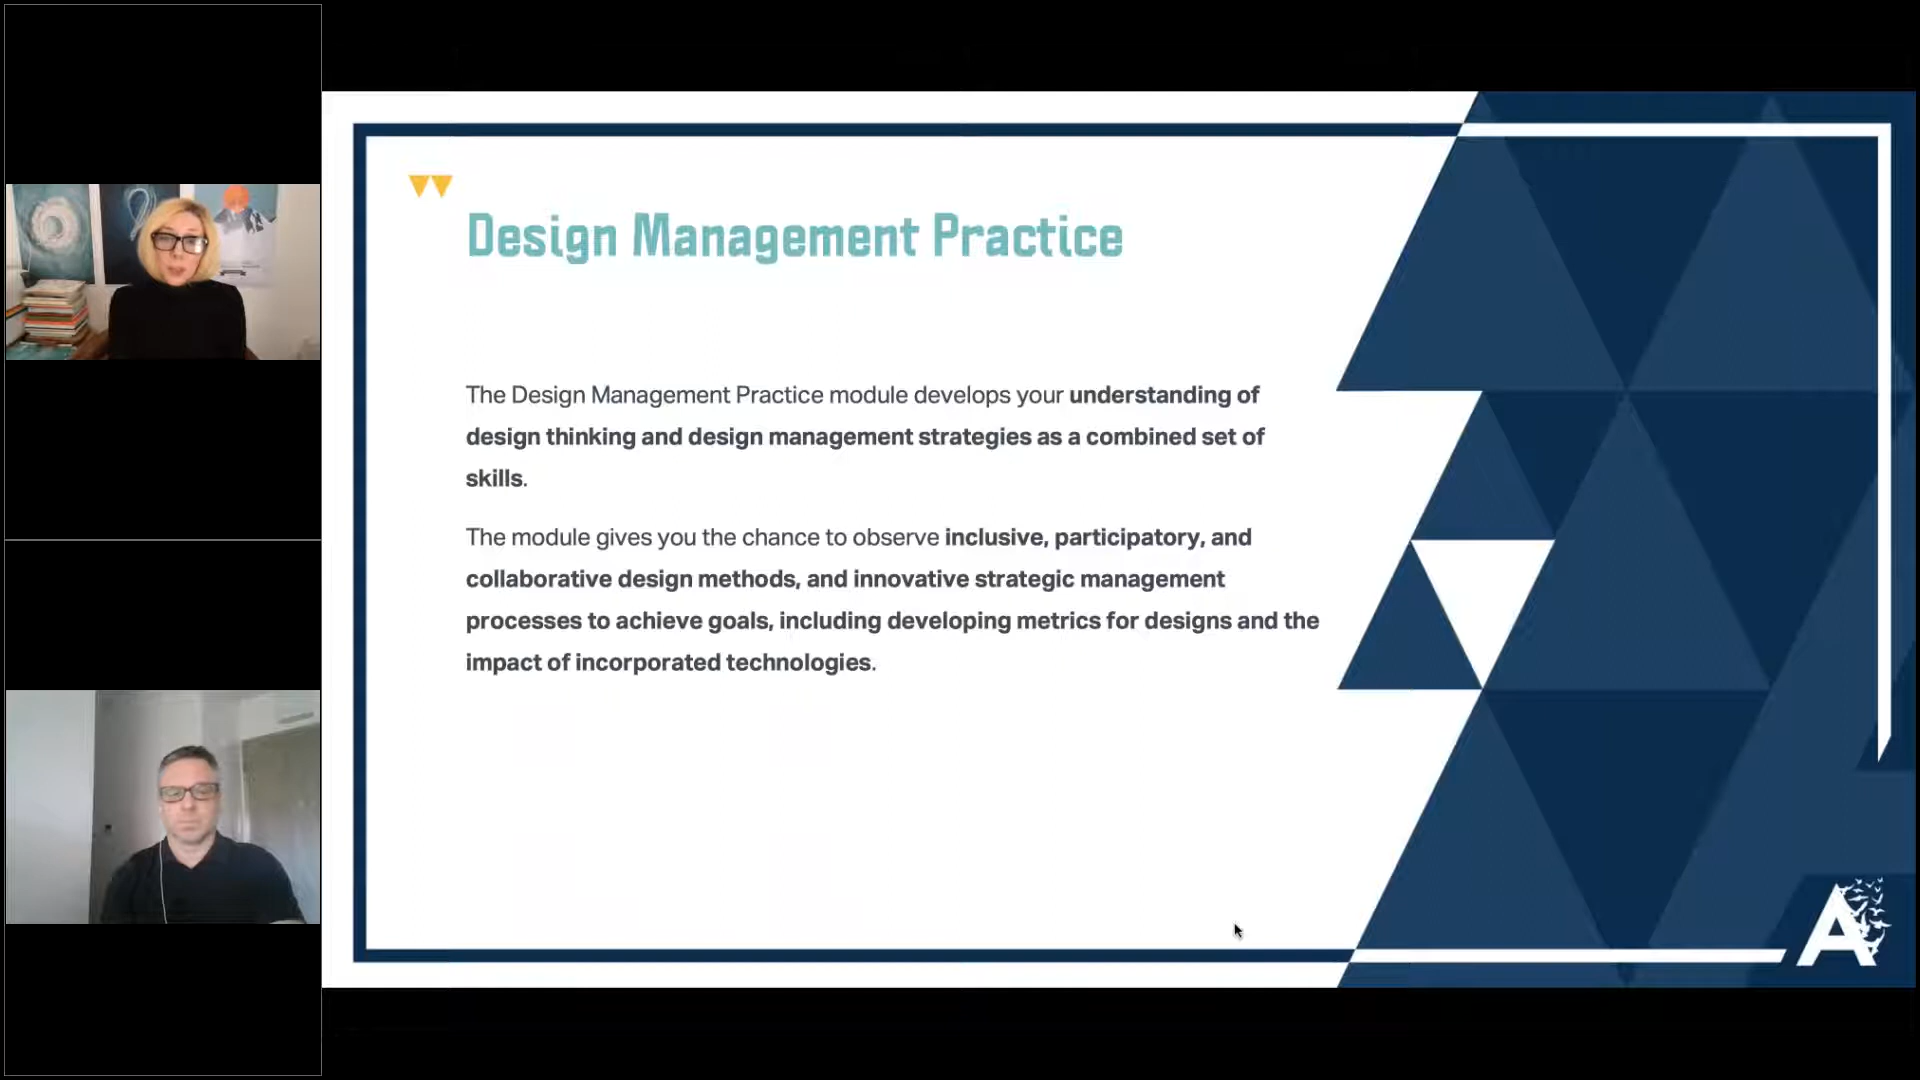 Design Management Practice
The Design Management Practice module develops your understanding of
design thinking and design management strategies as a combined set of
skills.
The module gives you the chance to observe inclusive, participatory, and
collaborative design methods, and innovative strategic management
processes to achieve goals, including developing metrics for designs and the
impact of incorporated technologies.
A